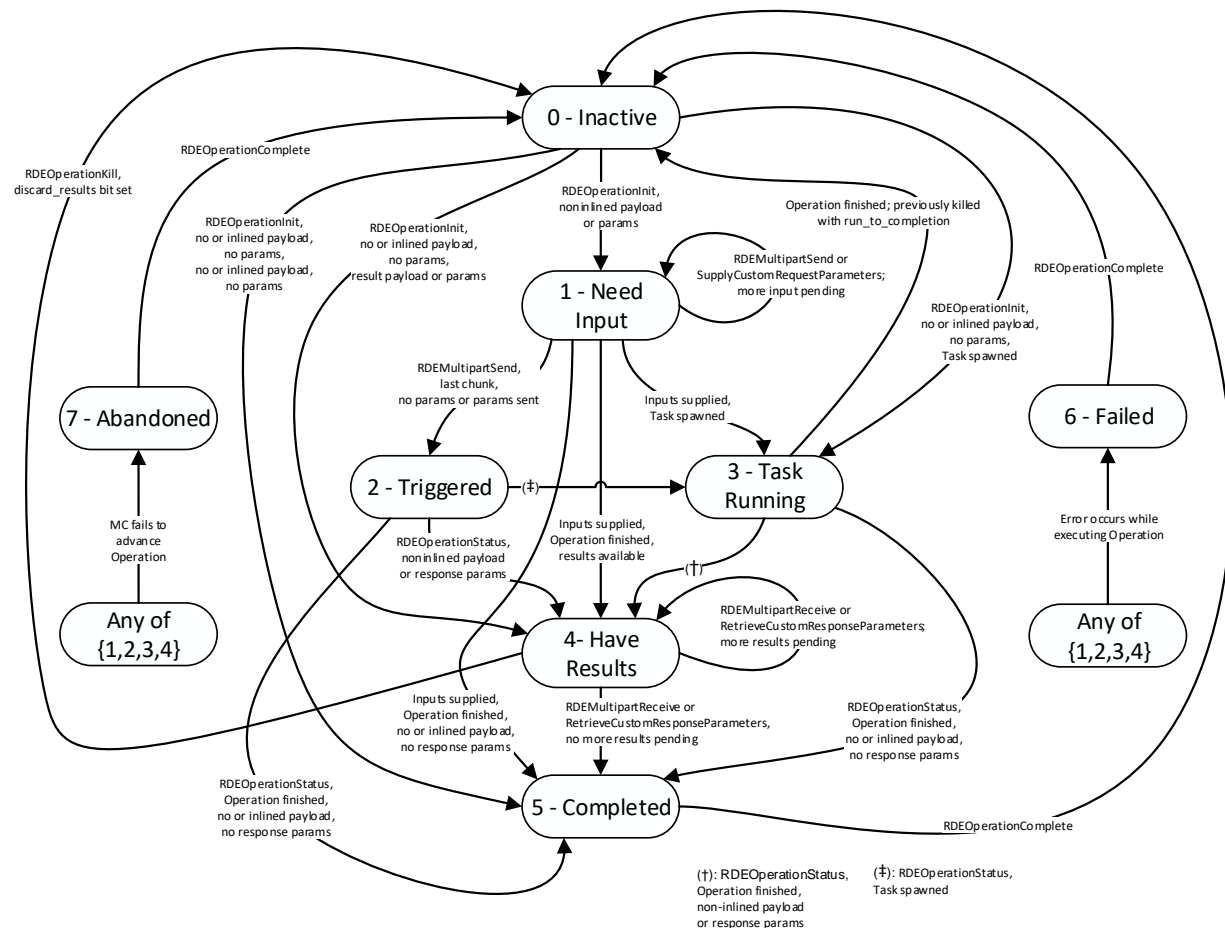 0 - Inactive
RDEOperationKill,
discard_results bit set
RDEOperationComplete
RDEOperationInit,
no or inlined payload,
no params,
no or inlined payload,
no params
RDEOperationInit,
no or inlined payload,
no params,
result payload or params
RDEOperationInit,
noninlined payload
or params
Operation finished; previously killed
with run_to_completion
RDEOperationComplete
RDEMultipartSend or
SupplyCustomRequestParameters;
more input pending
1 - Need
Input
RDEOperationInit,
no or inlined payload,
no params,
Task spawned
RDEMultipartSend,
last chunk,
no params or params sent
Inputs supplied,
Task spawned
7 - Abandoned
6 - Failed
2 - Triggered
(‡)
3 - Task
Running
MC fails to
advance
Operation
RDEOperationStatus,
noninlined payload
or response params
Inputs supplied,
Operation finished,
results available
Error occurs while
executing Operation
(†)
Any of
{1,2,3,4}
4- Have
Results
RDEMultipartReceive or
RetrieveCustomResponseParameters;
more results pending
Any of
{1,2,3,4}
Inputs supplied,
Operation finished,
no or inlined payload,
no response params
RDEMultipartReceive or
RetrieveCustomResponseParameters,
no more results pending
RDEOperationStatus,
Operation finished,
no or inlined payload,
no response params
RDEOperationStatus,
Operation finished,
no or inlined payload,
no response params
5 - Completed
RDEOperationComplete
(†): RDEOperationStatus,
Operation finished,
non-inlined payload
or response params
(‡): RDEOperationStatus,
Task spawned